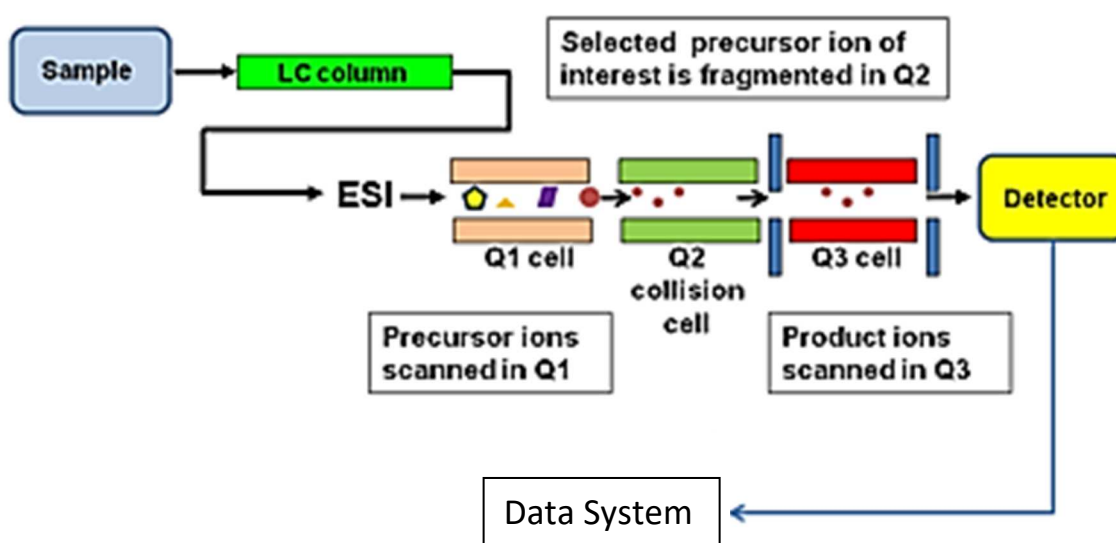 Sample
LC column
Selected precursor ion of
interest is fragmented in Q2
ESI
Detector
Q1 cell
Q2
collision
cell
Q3 cell
Precursor ions
scanned in Q1
Product ions
scanned in Q3
Data System